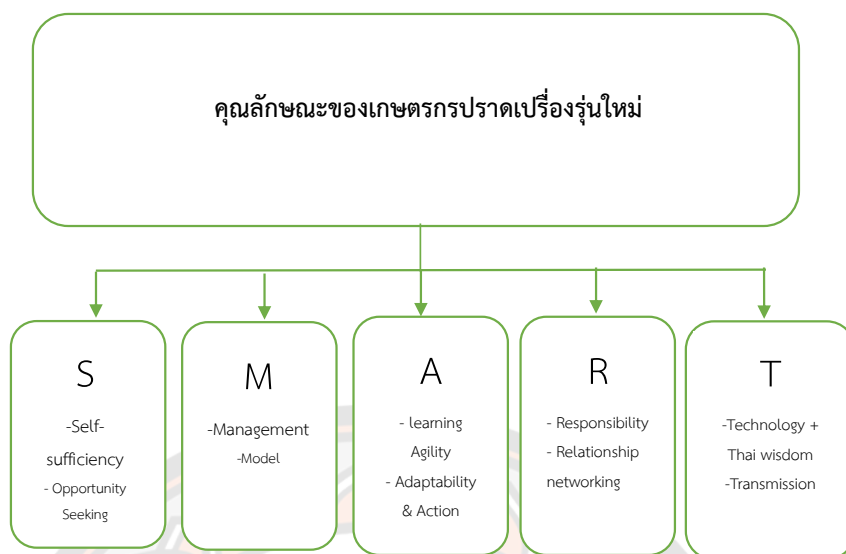 คุณลักษณะของเกษตรกรปราดเปรื่องรุ่นใหม่
S
-Self-
sufficiency
- Opportunity
Seeking
M
-Management
-Model
A
- learning
Agility
- Adaptability
& Action
R
- Responsibility
- Relationship
networking
T
-Technology +
Thai wisdom
-Transmission